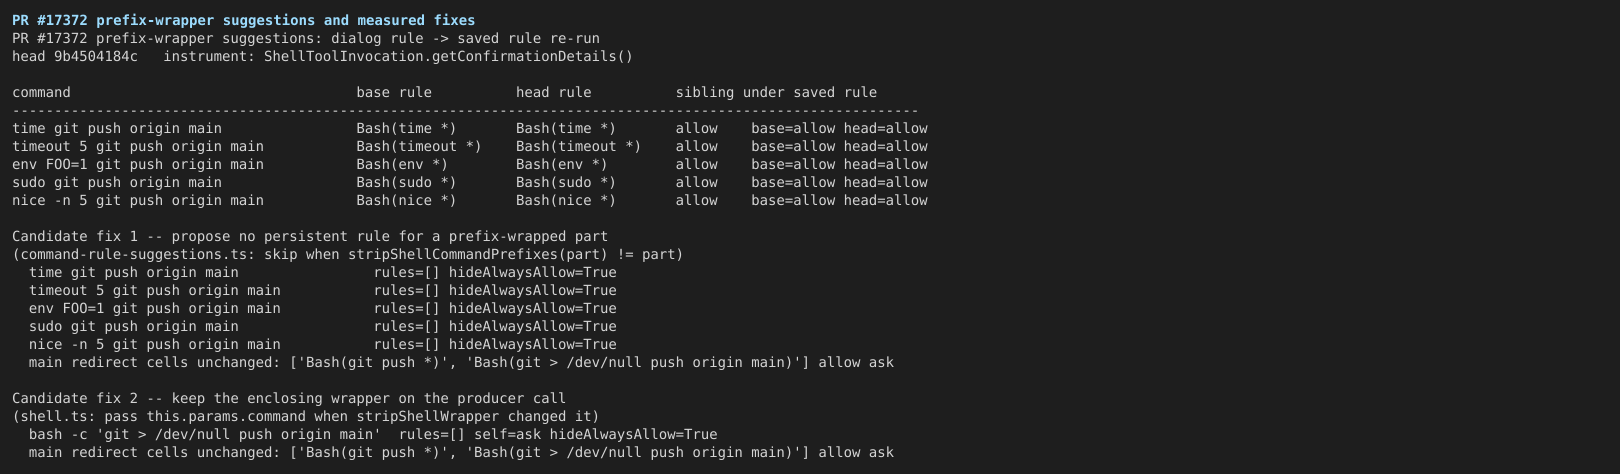 PR #17372 prefix-wrapper suggestions and measured fixes
PR #17372 prefix-wrapper suggestions: dialog rule -> saved rule re-run
head 9b4504184c   instrument: ShellToolInvocation.getConfirmationDetails()
command                                  base rule          head rule          sibling under saved rule
------------------------------------------------------------------------------------------------------------
time git push origin main                Bash(time *)       Bash(time *)       allow    base=allow head=allow
timeout 5 git push origin main           Bash(timeout *)    Bash(timeout *)    allow    base=allow head=allow
env FOO=1 git push origin main           Bash(env *)        Bash(env *)        allow    base=allow head=allow
sudo git push origin main                Bash(sudo *)       Bash(sudo *)       allow    base=allow head=allow
nice -n 5 git push origin main           Bash(nice *)       Bash(nice *)       allow    base=allow head=allow
Candidate fix 1 -- propose no persistent rule for a prefix-wrapped part
(command-rule-suggestions.ts: skip when stripShellCommandPrefixes(part) != part)
  time git push origin main                rules=[] hideAlwaysAllow=True
  timeout 5 git push origin main           rules=[] hideAlwaysAllow=True
  env FOO=1 git push origin main           rules=[] hideAlwaysAllow=True
  sudo git push origin main                rules=[] hideAlwaysAllow=True
  nice -n 5 git push origin main           rules=[] hideAlwaysAllow=True
  main redirect cells unchanged: ['Bash(git push *)', 'Bash(git > /dev/null push origin main)'] allow ask
Candidate fix 2 -- keep the enclosing wrapper on the producer call
(shell.ts: pass this.params.command when stripShellWrapper changed it)
  bash -c 'git > /dev/null push origin main'  rules=[] self=ask hideAlwaysAllow=True
  main redirect cells unchanged: ['Bash(git push *)', 'Bash(git > /dev/null push origin main)'] allow ask